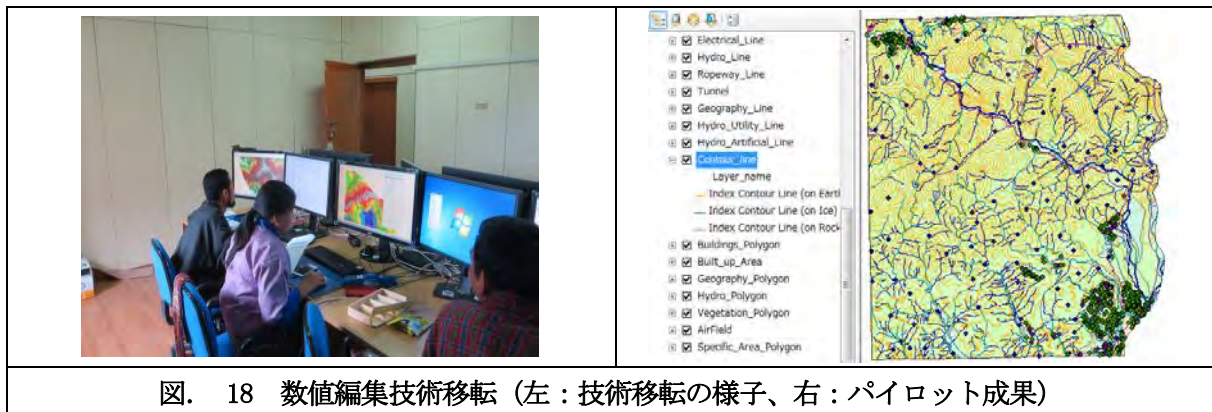 Electrical_Line
Hydro_Line
Ropeway_Line
Tunnel
Geography_Line
Hydro_Utility_Line
Hydro_Artificial_Line
Contour_line
Layer_name
Index Contour Line (on Eart
Index Contour Line (on Ice)
Index Contour Line (on Rock
Buildings_Polygon
Built_up_Area
Geography_Polygon
Hydro_Polygon
Vegetation_Polygon
AirField
Specific_Area_Polygon
図. 18 数値編集技術移転（左：技術移転の様子、右：パイロット成果）